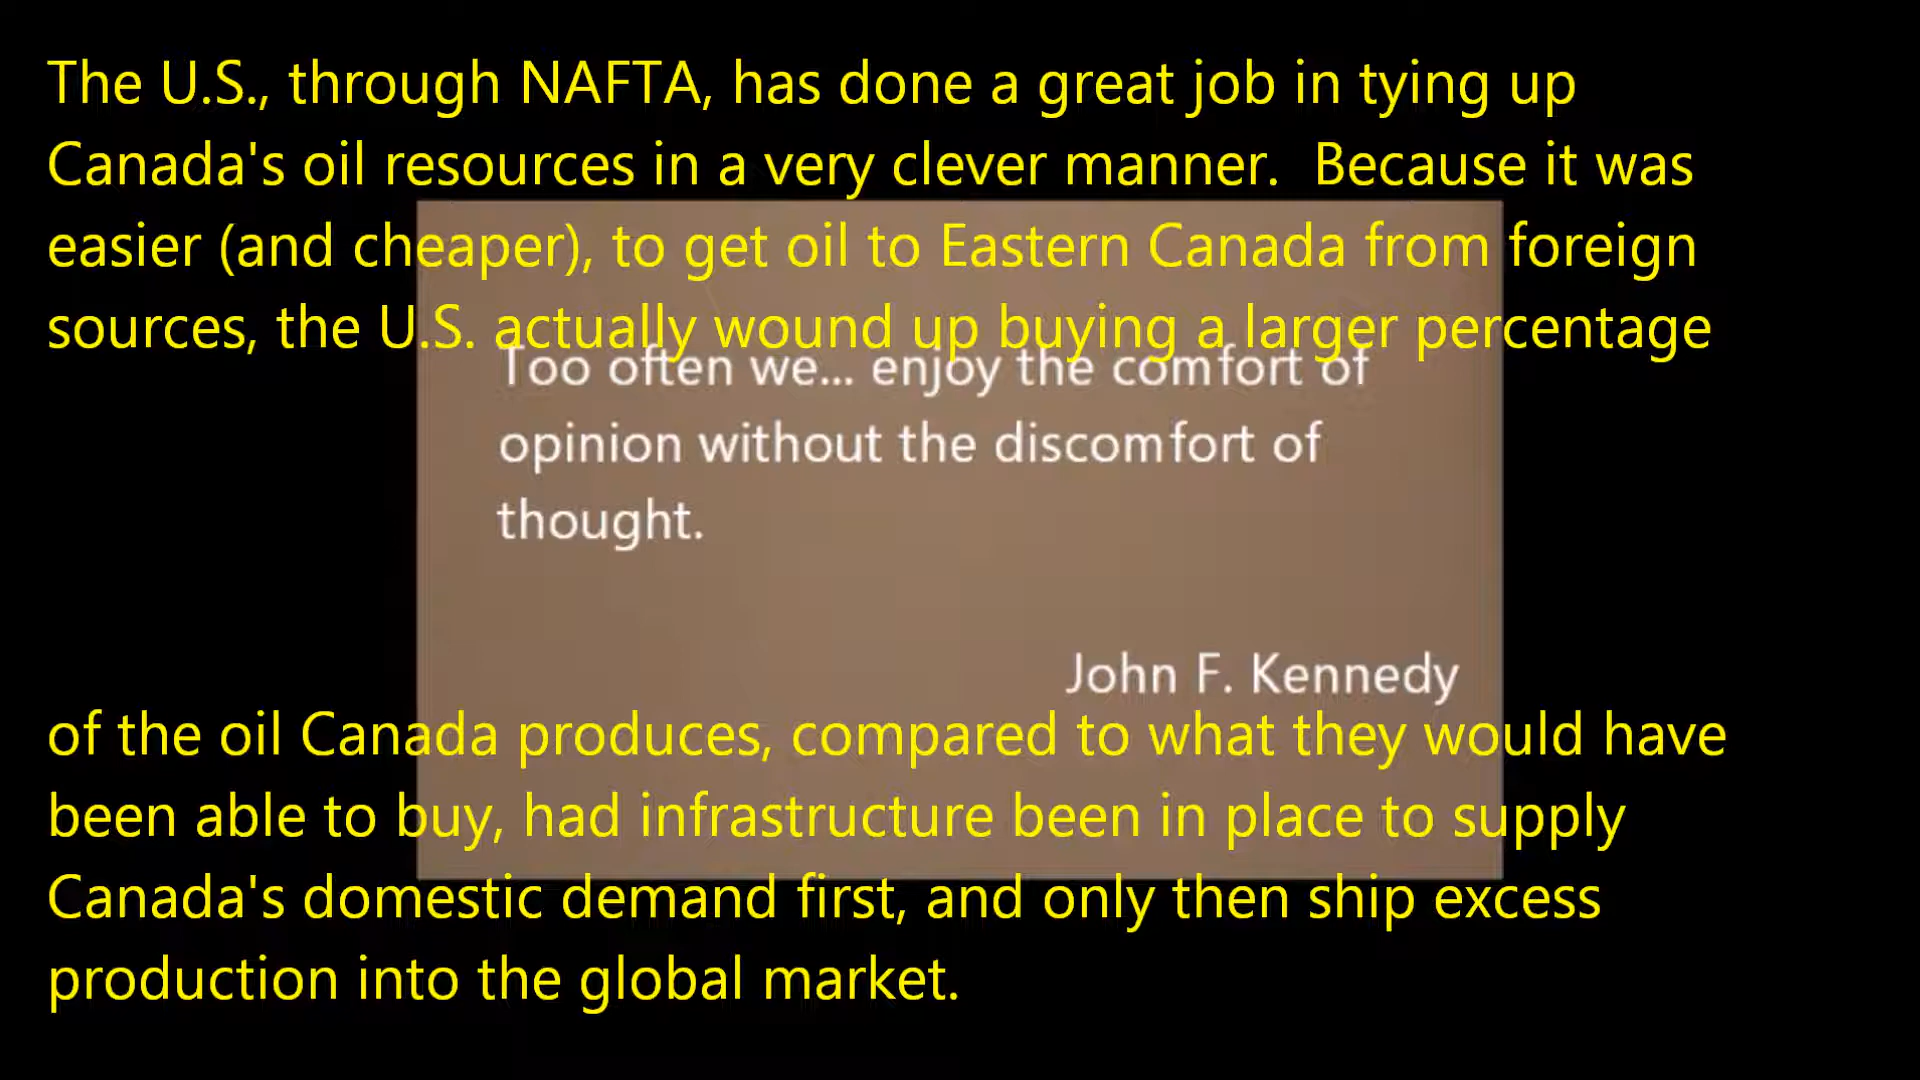 The U.S., through NAFTA, has done a great job in tying up
Canada's oil resources in a very clever manner.  Because it was
easier (and cheaper), to get oil to Eastern Canada from foreign
sources, the U.S. actually wound up buying a larger percentage
Too often we... enjoy the comfort of
opinion without the discomfort of
thought.
John F. Kennedy
of the oil Canada produces, compared to what they would have
been able to buy, had infrastructure been in place to supply
Canada's domestic demand first, and only then ship excess
production into the global market.